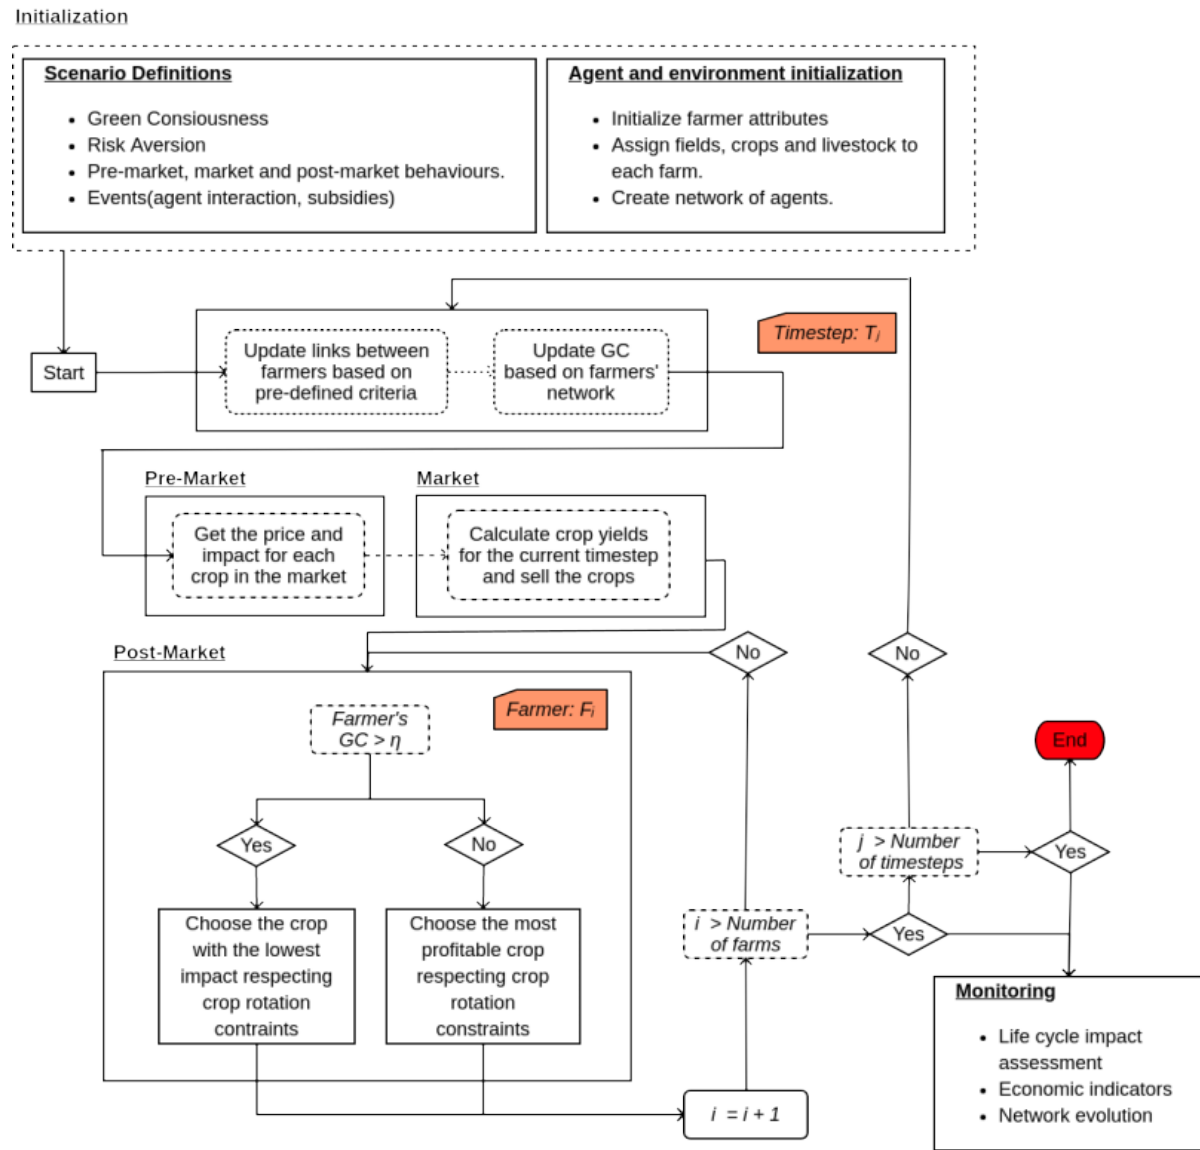 Initialization
Scenario Definitions
• Green Consiousness
• Risk Aversion
• Pre-market, market and post-market behaviours.
• Events(agent interaction, subsidies)
Agent and environment initialization
• Initialize farmer attributes
• Assign fields, crops and livestock to
each farm.
• Create network of agents.
Timestep: Tⱼ
Start
Update links between
farmers based on
pre-defined criteria
Update GC
based on farmers'
network
Pre-Market
Get the price and
impact for each
crop in the market
Market
Calculate crop yields
for the current timestep
and sell the crops
Post-Market
Farmer: Fᵢ
Farmer's
GC > η
Yes
No
Choose the crop
with the lowest
impact respecting
crop rotation
contraints
Choose the most
profitable crop
respecting crop
rotation
constraints
i = i + 1
i > Number
of farms
No
Yes
j > Number
of timesteps
No
Yes
End
Monitoring
• Life cycle impact
assessment
• Economic indicators
• Network evolution